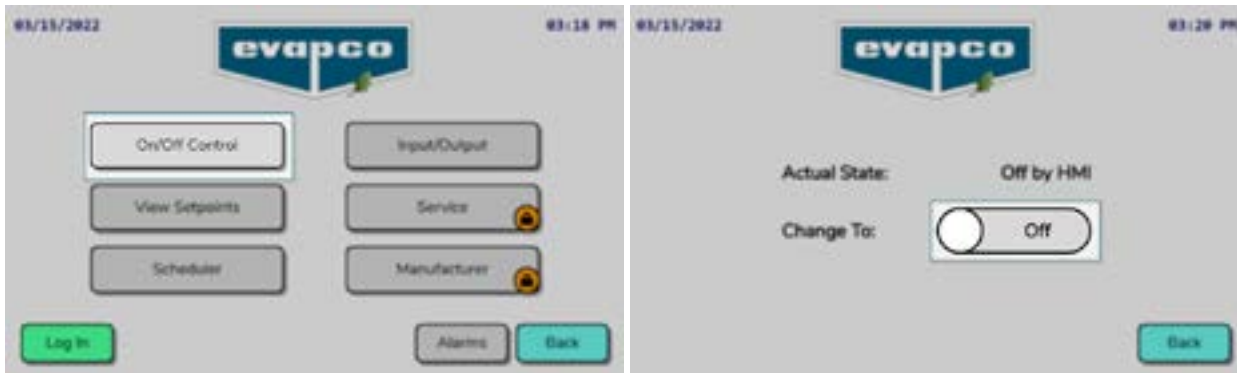 03/15/2022
03:18 PM
evapco
On/Off Control
Input/Output
View Setpoints
Service
Scheduler
Manufacturer
Log In
Alarms
Back
03/15/2022
03:20 PM
evapco
Actual State:
Off by HMI
Change To:
Off
Back